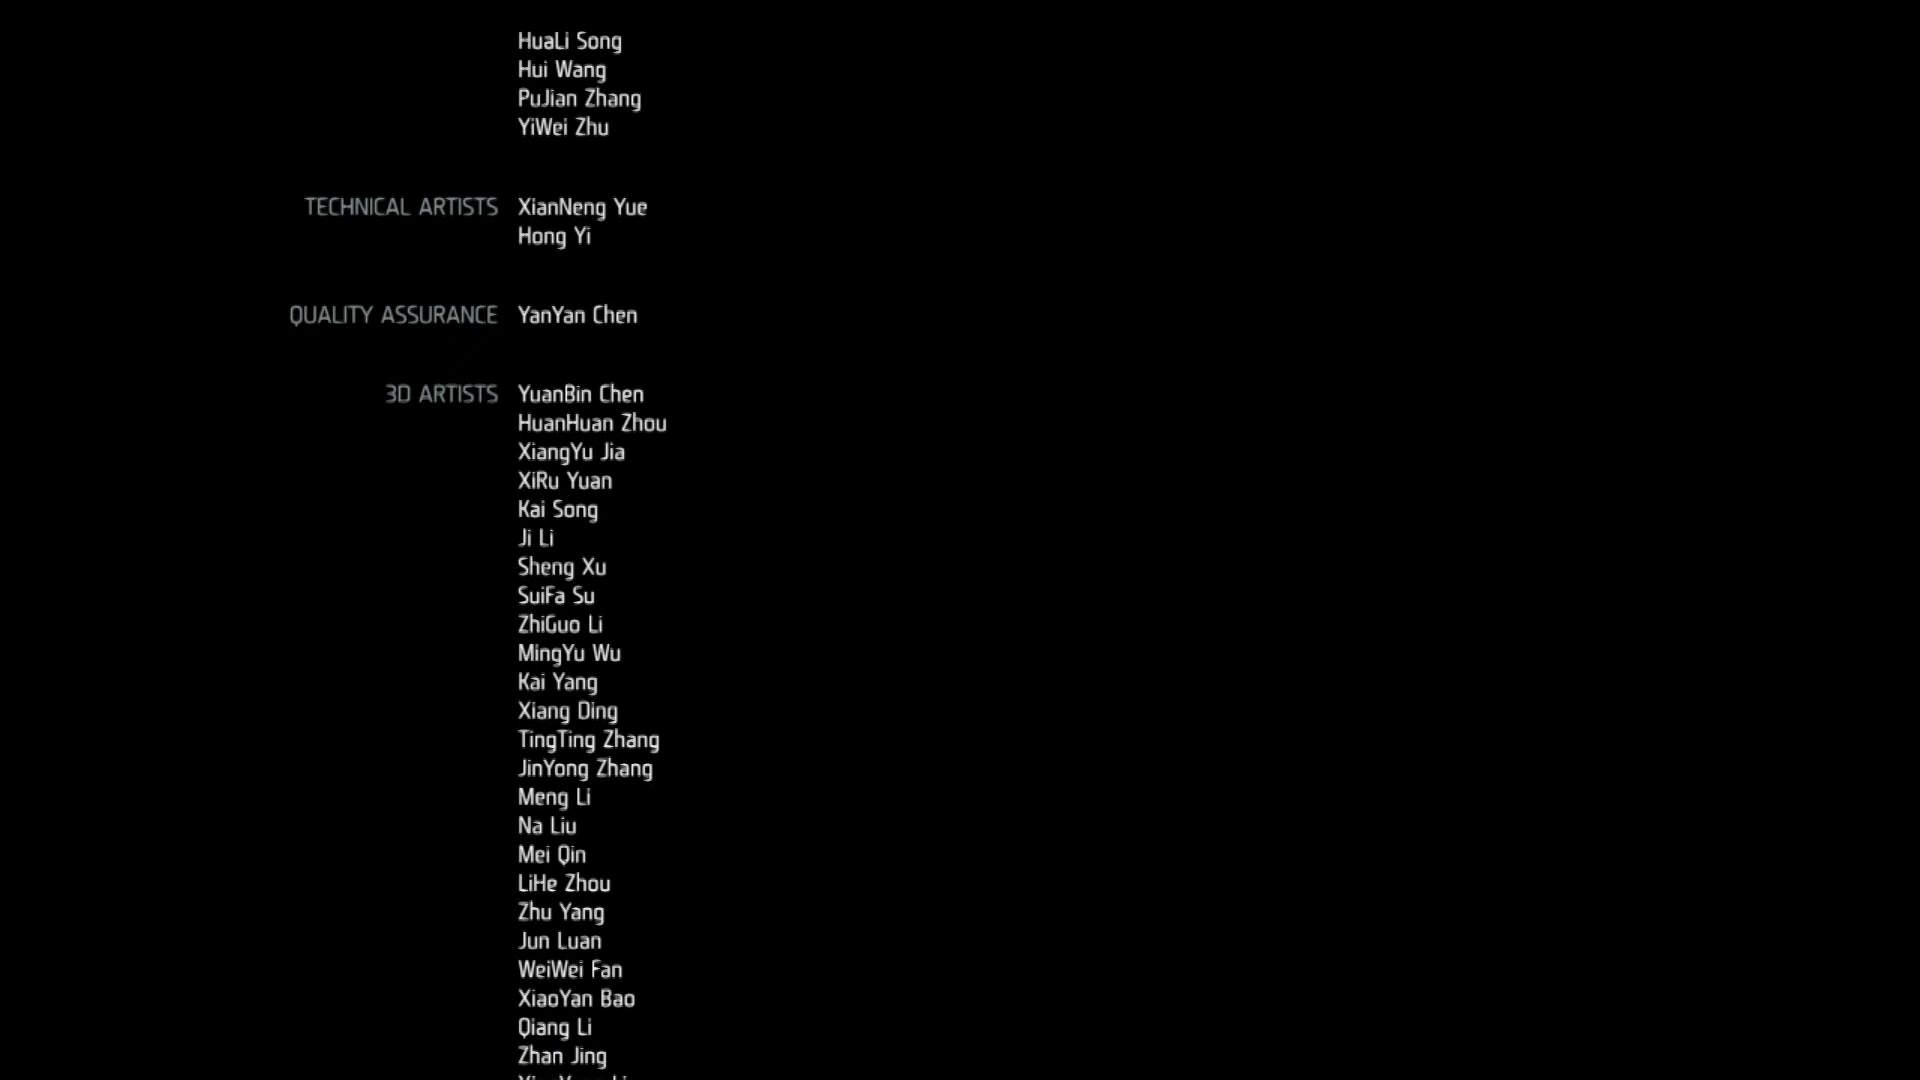 HuaLi Song
Hui Wang
PuJian Zhang
YiWei Zhu
TECHNICAL ARTISTS XianNeng Yue
Hong Yi
QUALITY ASSURANCE YanYan Chen
3D ARTISTS YuanBin Chen
HuanHuan Zhou
XiangYu Jia
XiRu Yuan
Kai Song
Ji Li
Sheng Xu
SuiFa Su
ZhiGuo Li
MingYu Wu
Kai Yang
Xiang Ding
TingTing Zhang
JinYong Zhang
Meng Li
Na Liu
Mei Qin
LiHe Zhou
Zhu Yang
Jun Luan
WeiWei Fan
XiaoYan Bao
Qiang Li
Zhan Jing